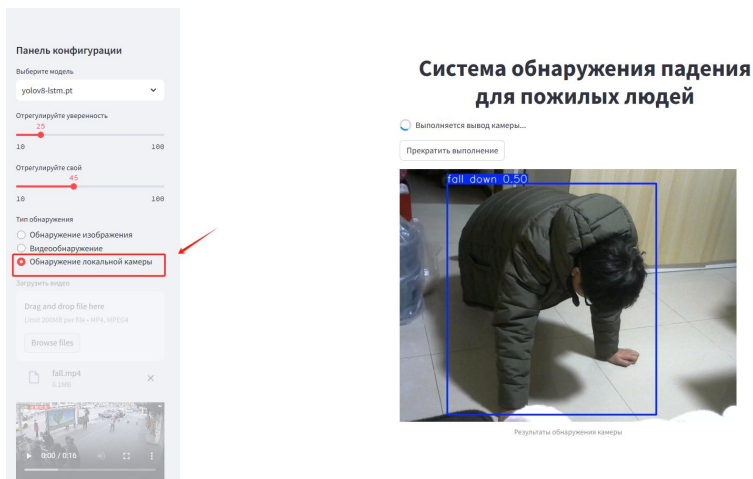 Панель конфигурации
Выберите модель
yolov8-lstm.pt
Отрегулируйте уверенность
25
10 100
Отрегулируйте свой
45
10 100
Тип обнаружения
Обнаружение изображения
Видеообнаружение
Обнаружение локальной камеры
Загрузить видео
Drag and drop file here
Limit 200MB per file • MP4, MPEG4
Browse files
fall.mp4
0.1MB
0:00 / 0:16
Система обнаружения падения
для пожилых людей
Выполняется вывод камеры...
Прекратить выполнение
fall down 0.50
Результаты обнаружения камеры